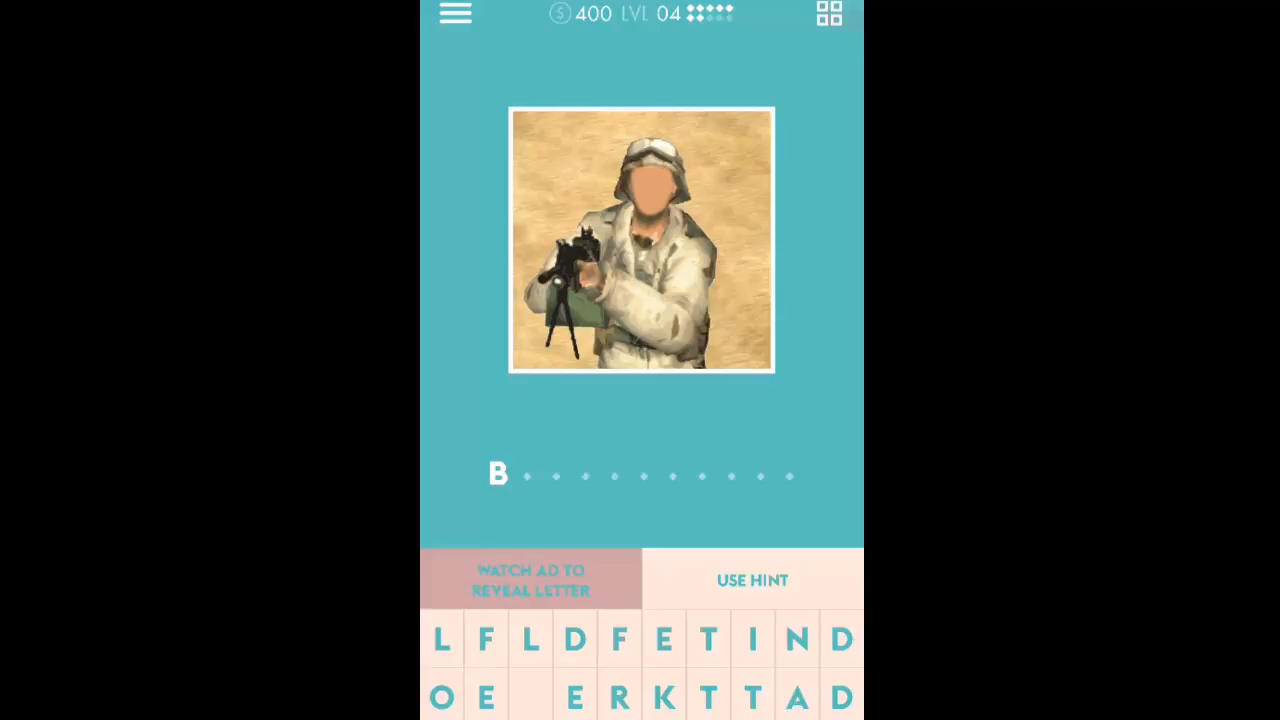 400 LVL 04
B
WATCH AD TO
REVEAL LETTER
USE HINT
L F L D F E T I N D
O E E R K T T A D